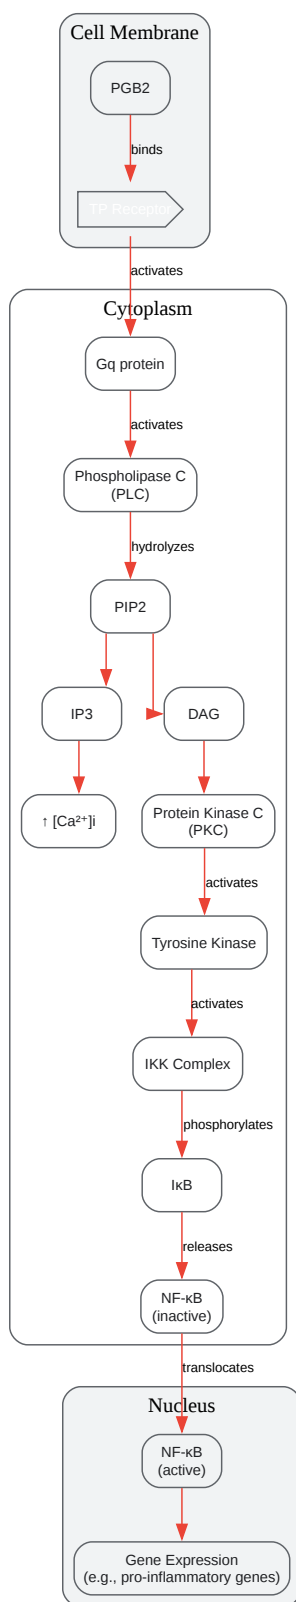 Cell Membrane
PGB2
binds
TP Receptor
activates
Cytoplasm
Gq protein
activates
Phospholipase C
(PLC)
hydrolyzes
PIP2
IP3
DAG
↑ [Ca²⁺]i
Protein Kinase C
(PKC)
activates
Tyrosine Kinase
activates
IKK Complex
phosphorylates
IκB
releases
NF-κB
(inactive)
translocates
Nucleus
NF-κB
(active)
Gene Expression
(e.g., pro-inflammatory genes)